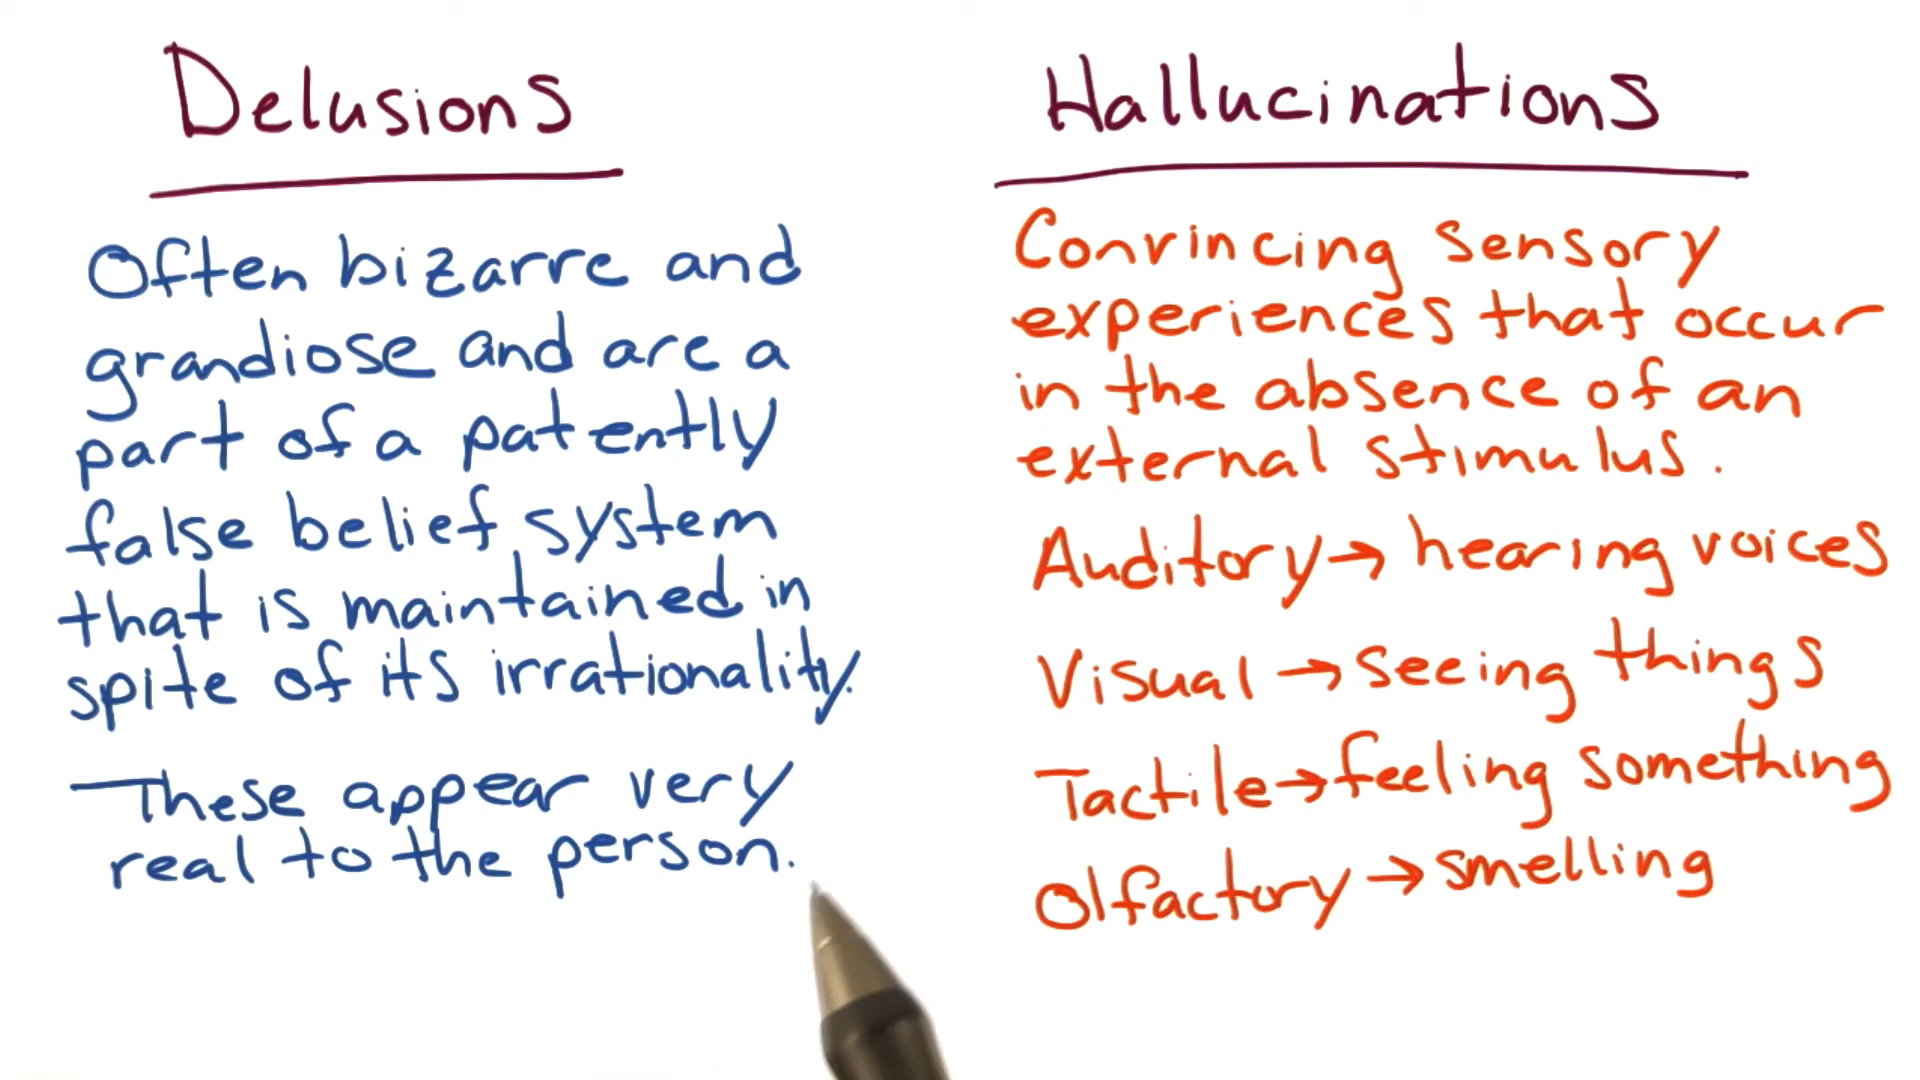 Delusions
Often bizarre and
grandiose and are a
part of a patently
false belief system
that is maintained in
spite of its irrationality.
These appear very
real to the person.
Hallucinations
Convincing sensory
experiences that occur
in the absence of an
external stimulus.
Auditory → hearing voices
Visual → seeing things
Tactile → feeling something
Olfactory → smelling